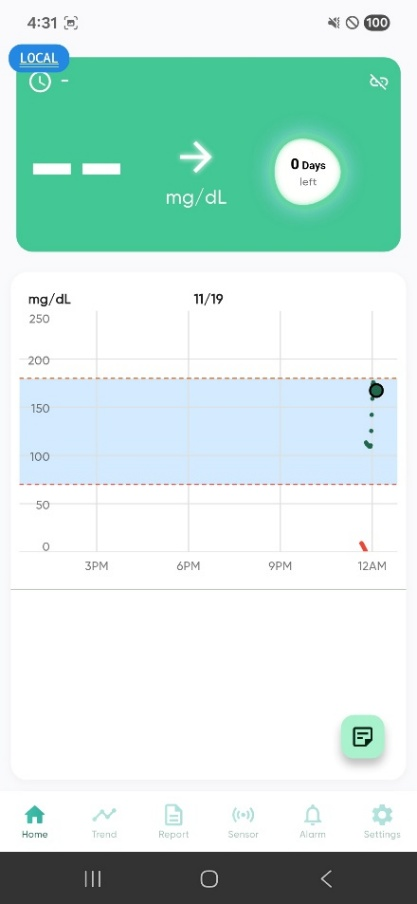 4:31
100
LOCAL
-
-- --
0 Days
left
mg/dL
mg/dL 11/19
250
200
150
100
50
0
3PM 6PM 9PM 12AM
Home Trend Report Sensor Alarm Settings